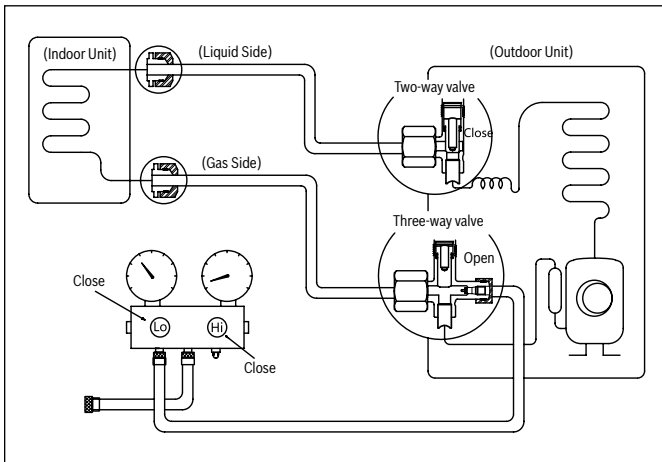 (Indoor Unit)
(Liquid Side)
(Outdoor Unit)
Two-way valve
Close
(Gas Side)
Three-way valve
Open
Close
Lo
Hi
Close